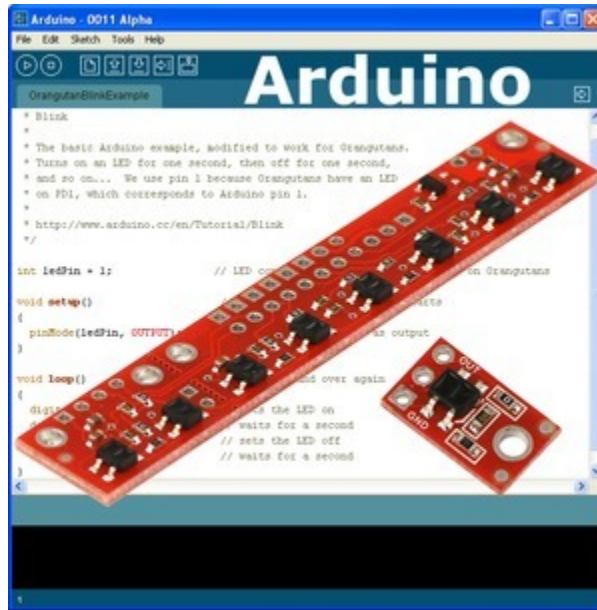 Arduino - 0011 Alpha
File Edit Sketch Tools Help
Arduino
OrangutanBlinkExample
* Blink
*
* The basic Arduino example, modified to work for Orangutans.
* Turns on an LED for one second, then off for one second,
* and so on... We use pin 1 because Orangutans have an LED
* on PD1, which corresponds to Arduino pin 1.
*
* http://www.arduino.cc/en/Tutorial/Blink
*/
int ledPin = 1; // LED on Orangutans
void setup()
{
pinMode(ledPin, OUTPUT) as output
}
void loop() over again
{
the LED on
// waits for a second
// sets the LED off
// waits for a second
}
OUT
GND
1